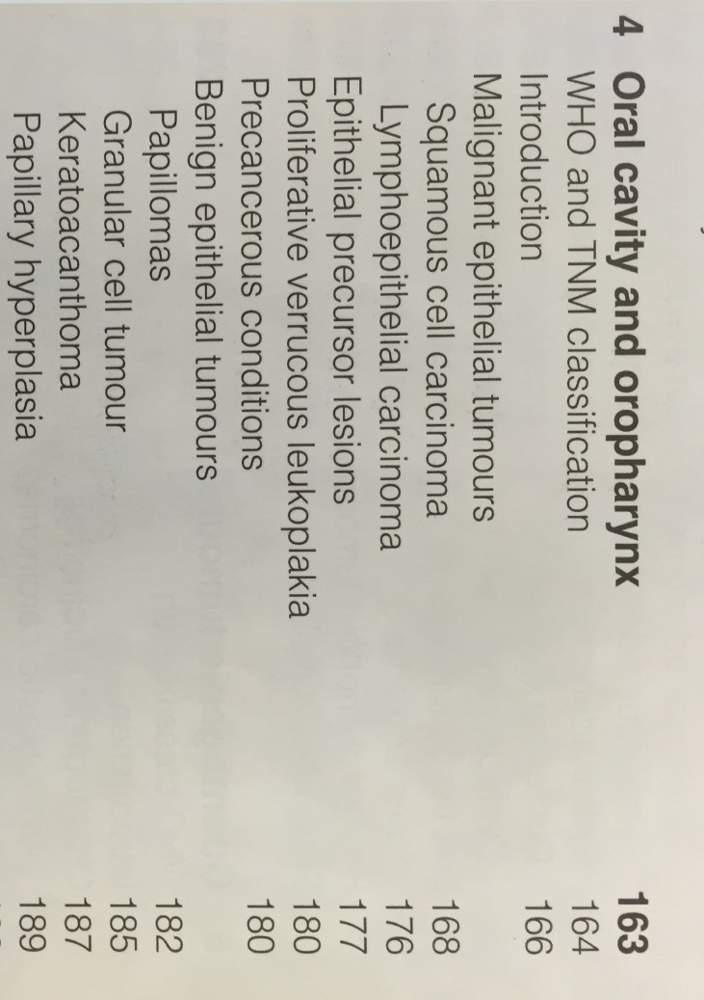 4 Oral cavity and oropharynx 163
WHO and TNM classification 164
Introduction 166
Malignant epithelial tumours
Squamous cell carcinoma 168
Lymphoepithelial carcinoma 176
Epithelial precursor lesions 177
Proliferative verrucous leukoplakia 180
Precancerous conditions 180
Benign epithelial tumours
Papillomas 182
Granular cell tumour 185
Keratoacanthoma 187
Papillary hyperplasia 189